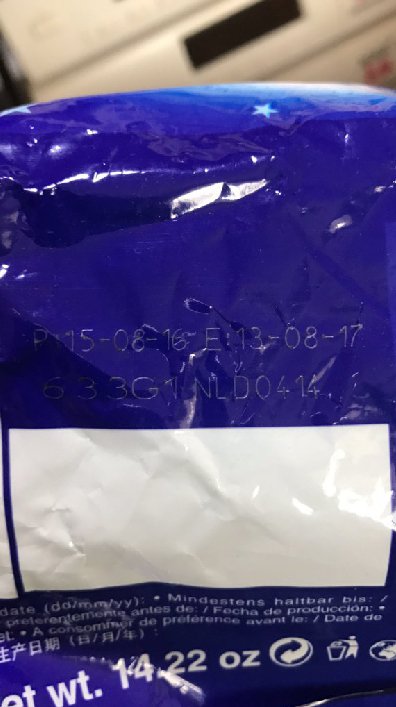 P:15-08-16 E:13-08-17
6 3 3G1 NLD0414
date (dd/mm/yy): • Mindestens haltbar bis: /
preferentemente antes de: / Fecha de producción: •
et: • A consommer de préférence avant le: / Date de
生产日期 (日/月/年) :
14.22 oz
et wt.